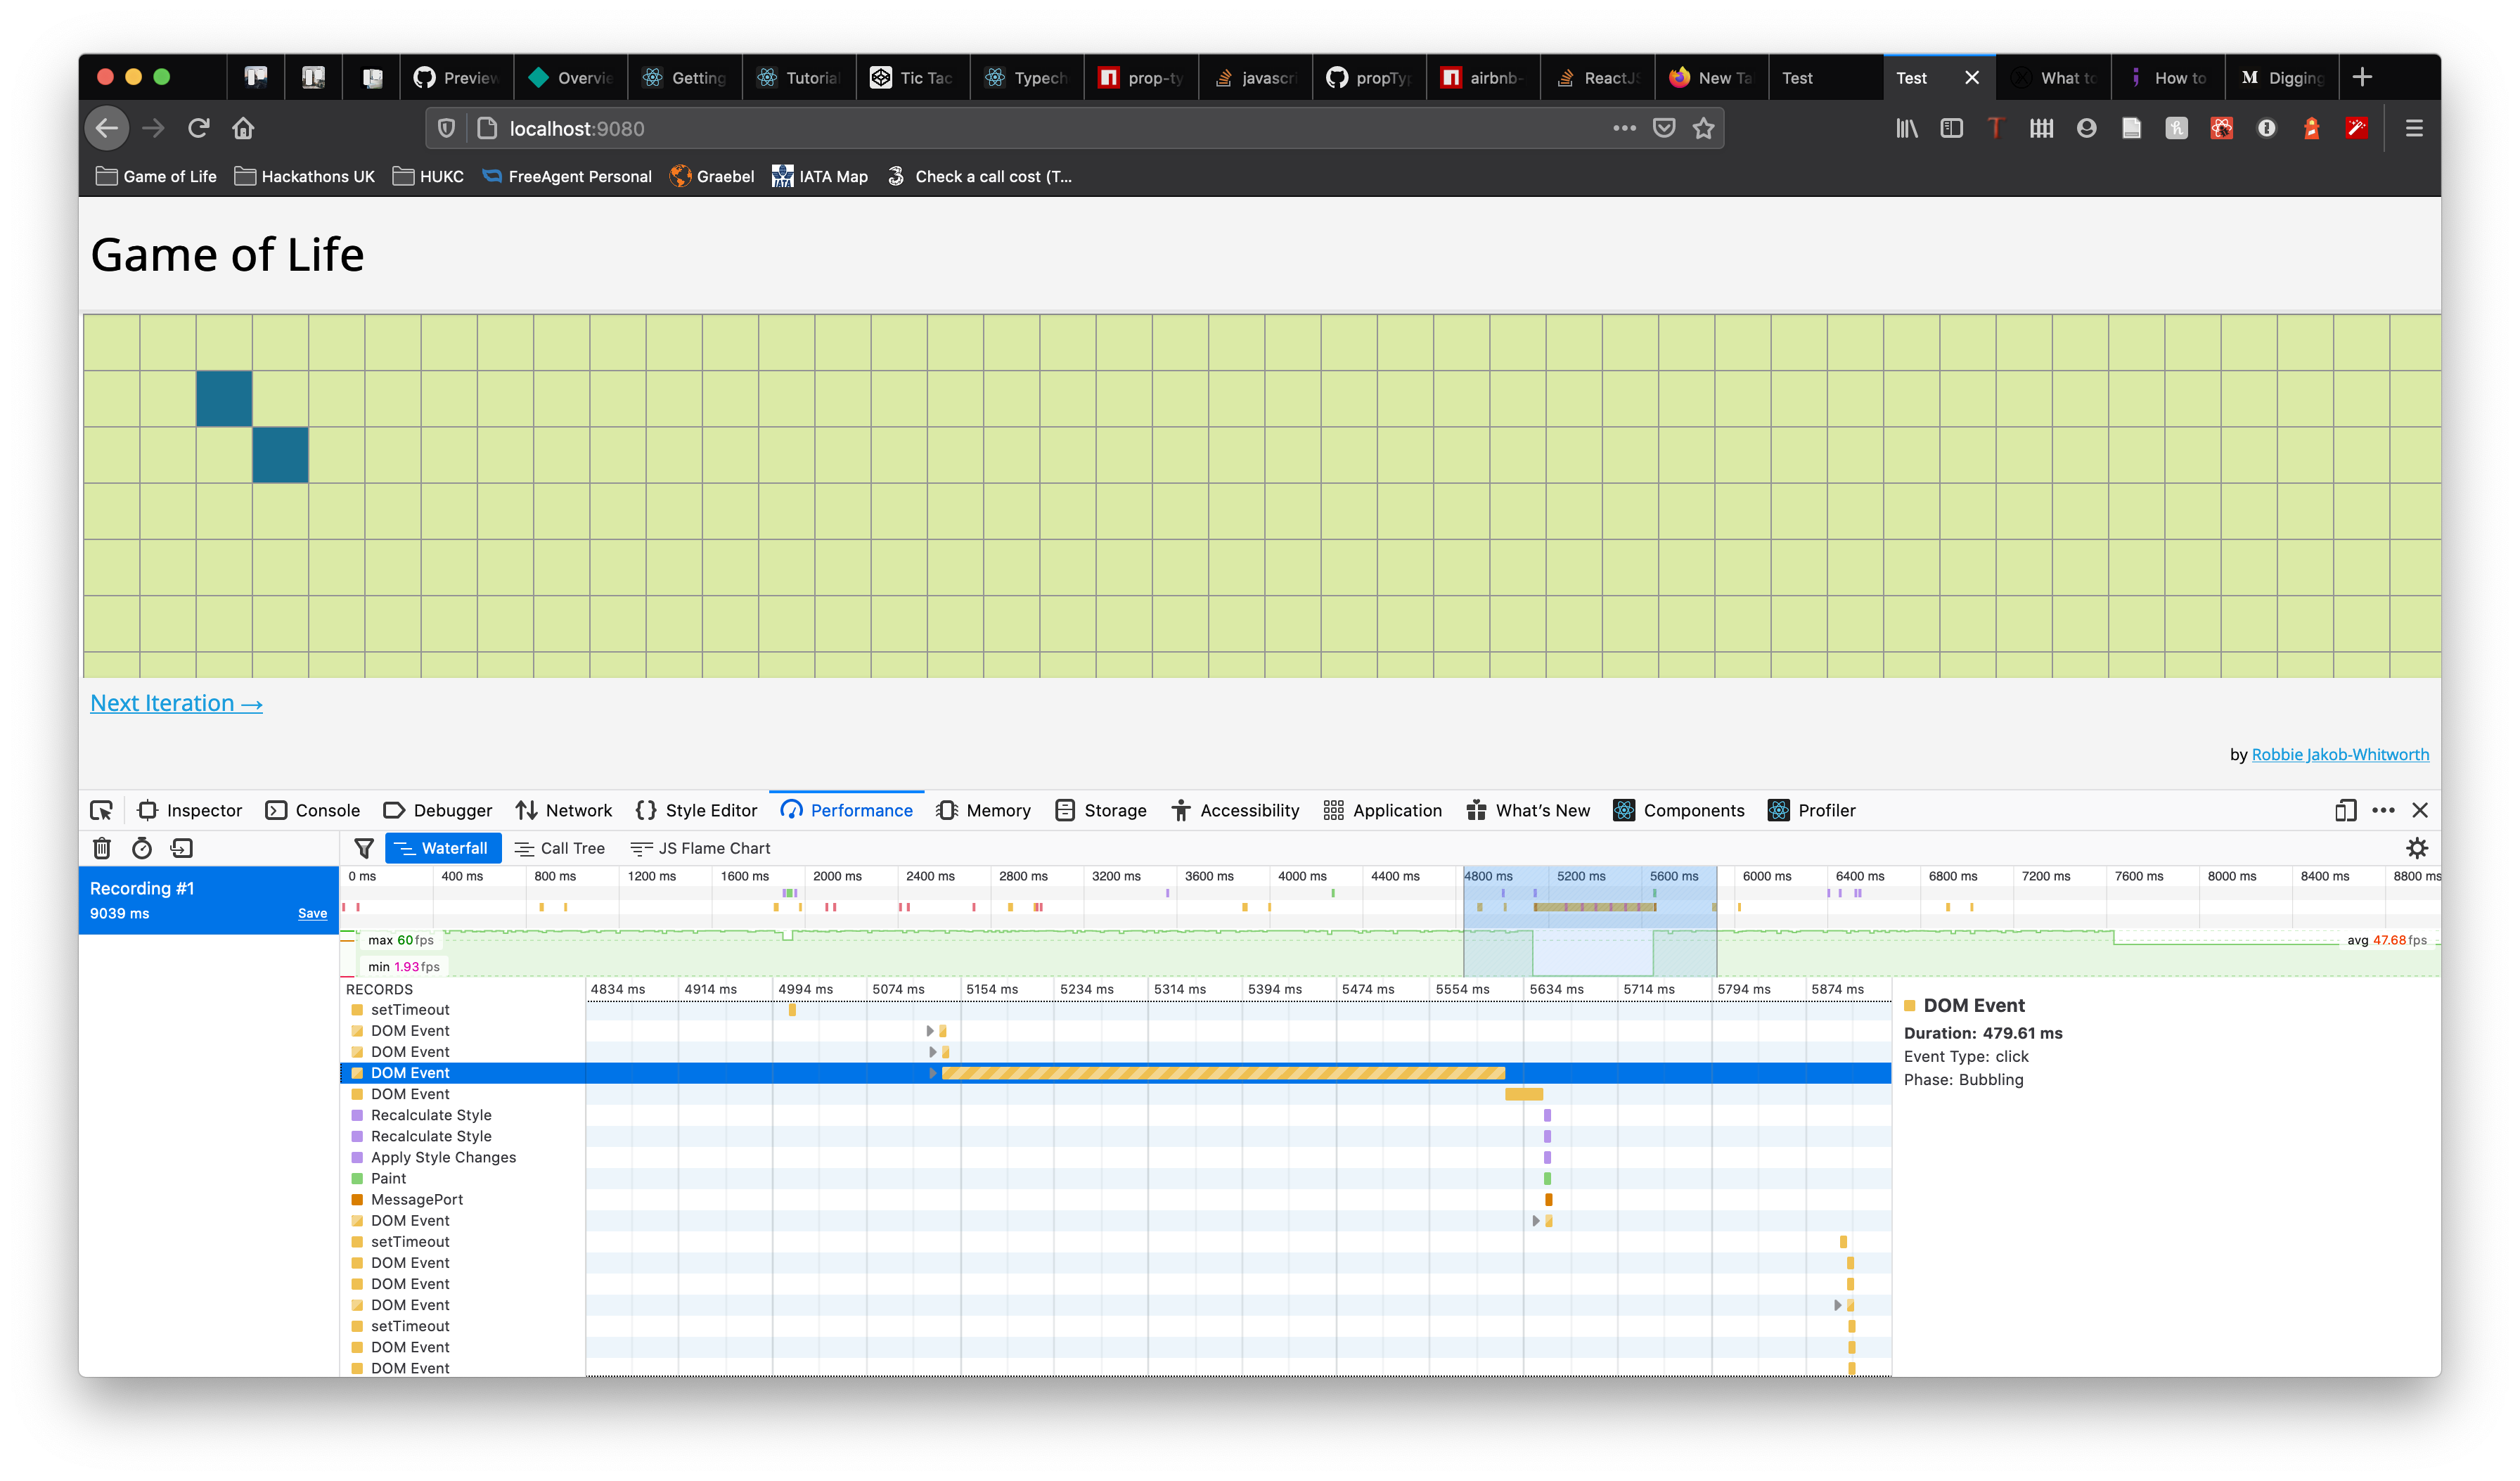 Preview Overvie Getting Tutorial Tic Tac Typech prop-ty javascri propTyp airbnb- ReactJS New Ta Test Test What to How to M Digging
localhost:9080
Game of Life Hackathons UK HUKC FreeAgent Personal Graebel IATA Map Check a call cost (T...
Game of Life
Next Iteration →
by Robbie Jakob-Whitworth
Inspector Console Debugger Network Style Editor Performance Memory Storage Accessibility Application What's New Components Profiler
Waterfall Call Tree JS Flame Chart
Recording #1
9039 ms Save
0 ms 400 ms 800 ms 1200 ms 1600 ms 2000 ms 2400 ms 2800 ms 3200 ms 3600 ms 4000 ms 4400 ms 4800 ms 5200 ms 5600 ms 6000 ms 6400 ms 6800 ms 7200 ms 7600 ms 8000 ms 8400 ms 8800 ms
max 60 fps
avg 47.68 fps
min 1.93 fps
RECORDS 4834 ms 4914 ms 4994 ms 5074 ms 5154 ms 5234 ms 5314 ms 5394 ms 5474 ms 5554 ms 5634 ms 5714 ms 5794 ms 5874 ms
setTimeout
DOM Event
DOM Event
DOM Event
DOM Event
Recalculate Style
Recalculate Style
Apply Style Changes
Paint
MessagePort
DOM Event
setTimeout
DOM Event
DOM Event
DOM Event
setTimeout
DOM Event
DOM Event
DOM Event
Duration: 479.61 ms
Event Type: click
Phase: Bubbling